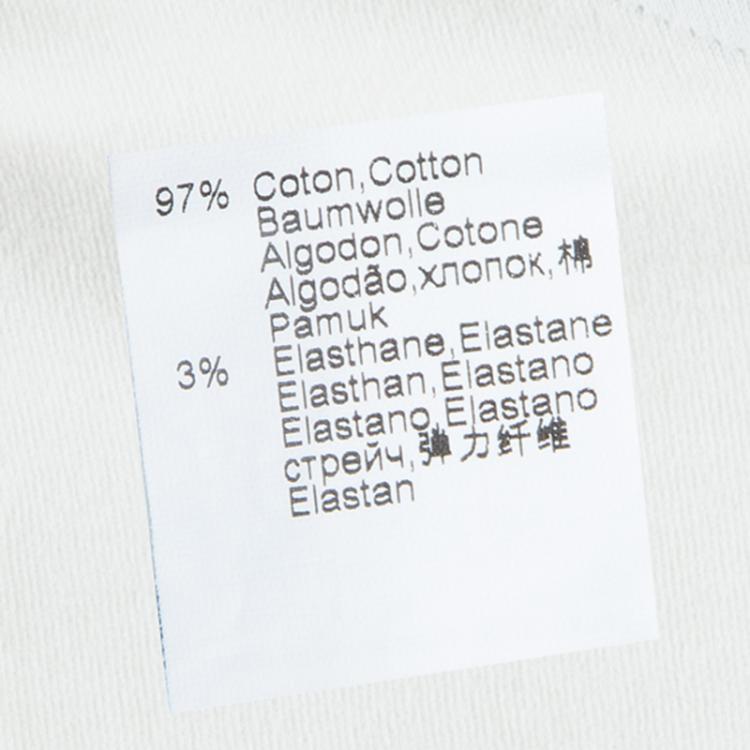 97% Coton,Cotton
Baumwolle
Algodon,Cotone
Algodão,хлопок,棉
Pamuk
3% Elasthane,Elastane
Elasthan,Elastano
Elastano,Elastano
стрейч,弹力纤维
Elastan